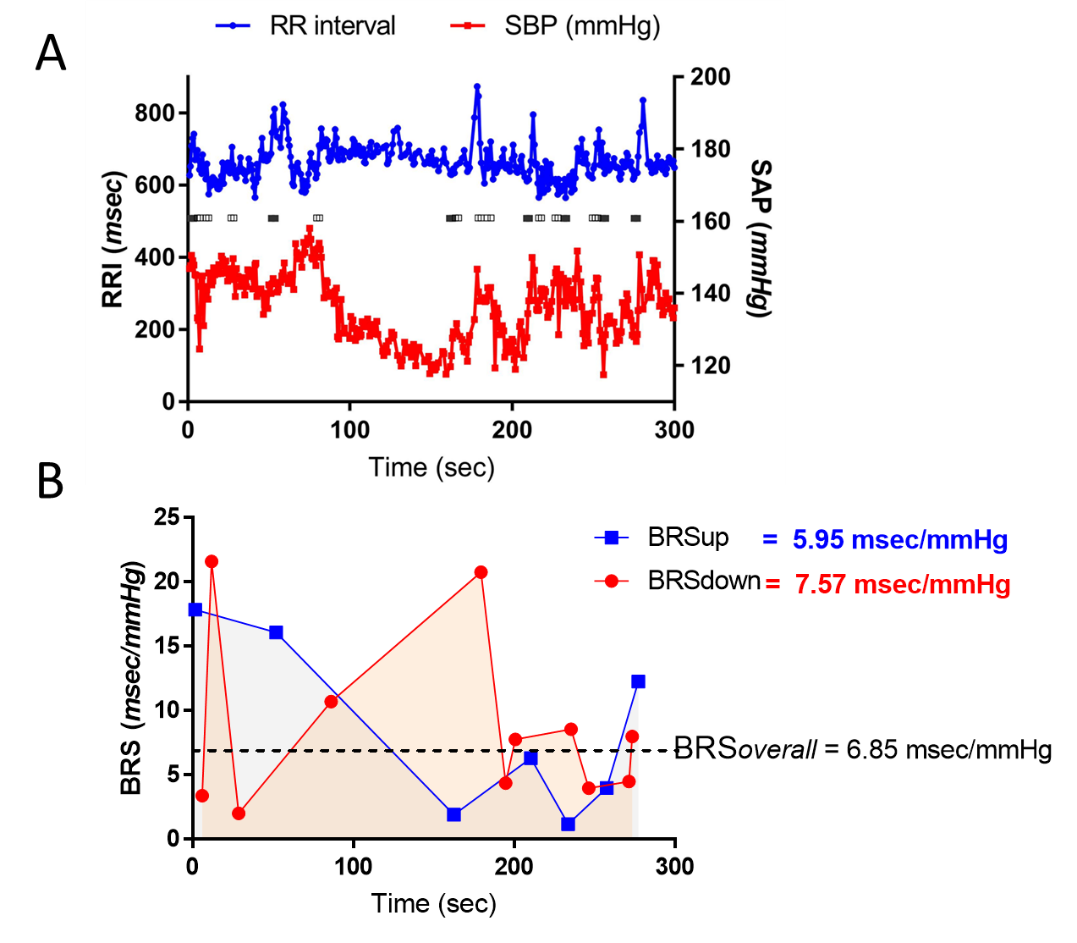 A
RR interval
SBP (mmHg)
800
600
400
200
0
RRI (msec)
200
180
160
140
120
SAP (mmHg)
0
100
200
300
Time (sec)
B
25
20
15
10
5
0
BRS (msec/mmHg)
BRSup = 5.95 msec/mmHg
BRSdown = 7.57 msec/mmHg
BRSoverall = 6.85 msec/mmHg
0
100
200
300
Time (sec)